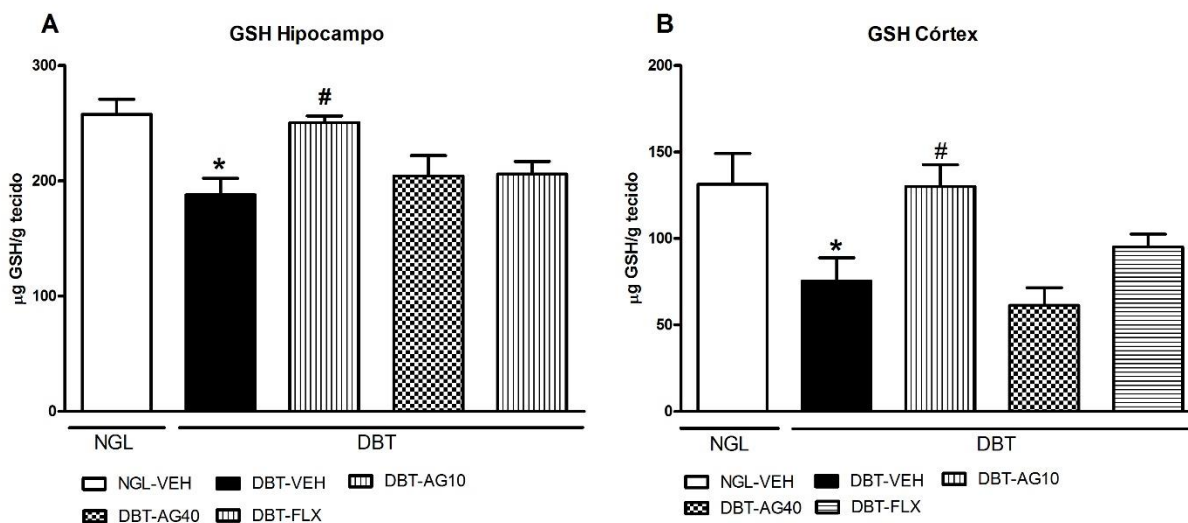 A
GSH Hipocampo
300
200
100
0
µg GSH/g tecido
#
*
NGL
DBT
NGL-VEH DBT-VEH DBT-AG10
DBT-AG40 DBT-FLX
B
GSH Córtex
200
150
100
50
0
µg GSH/g tecido
#
*
NGL
DBT
NGL-VEH DBT-VEH DBT-AG10
DBT-AG40 DBT-FLX